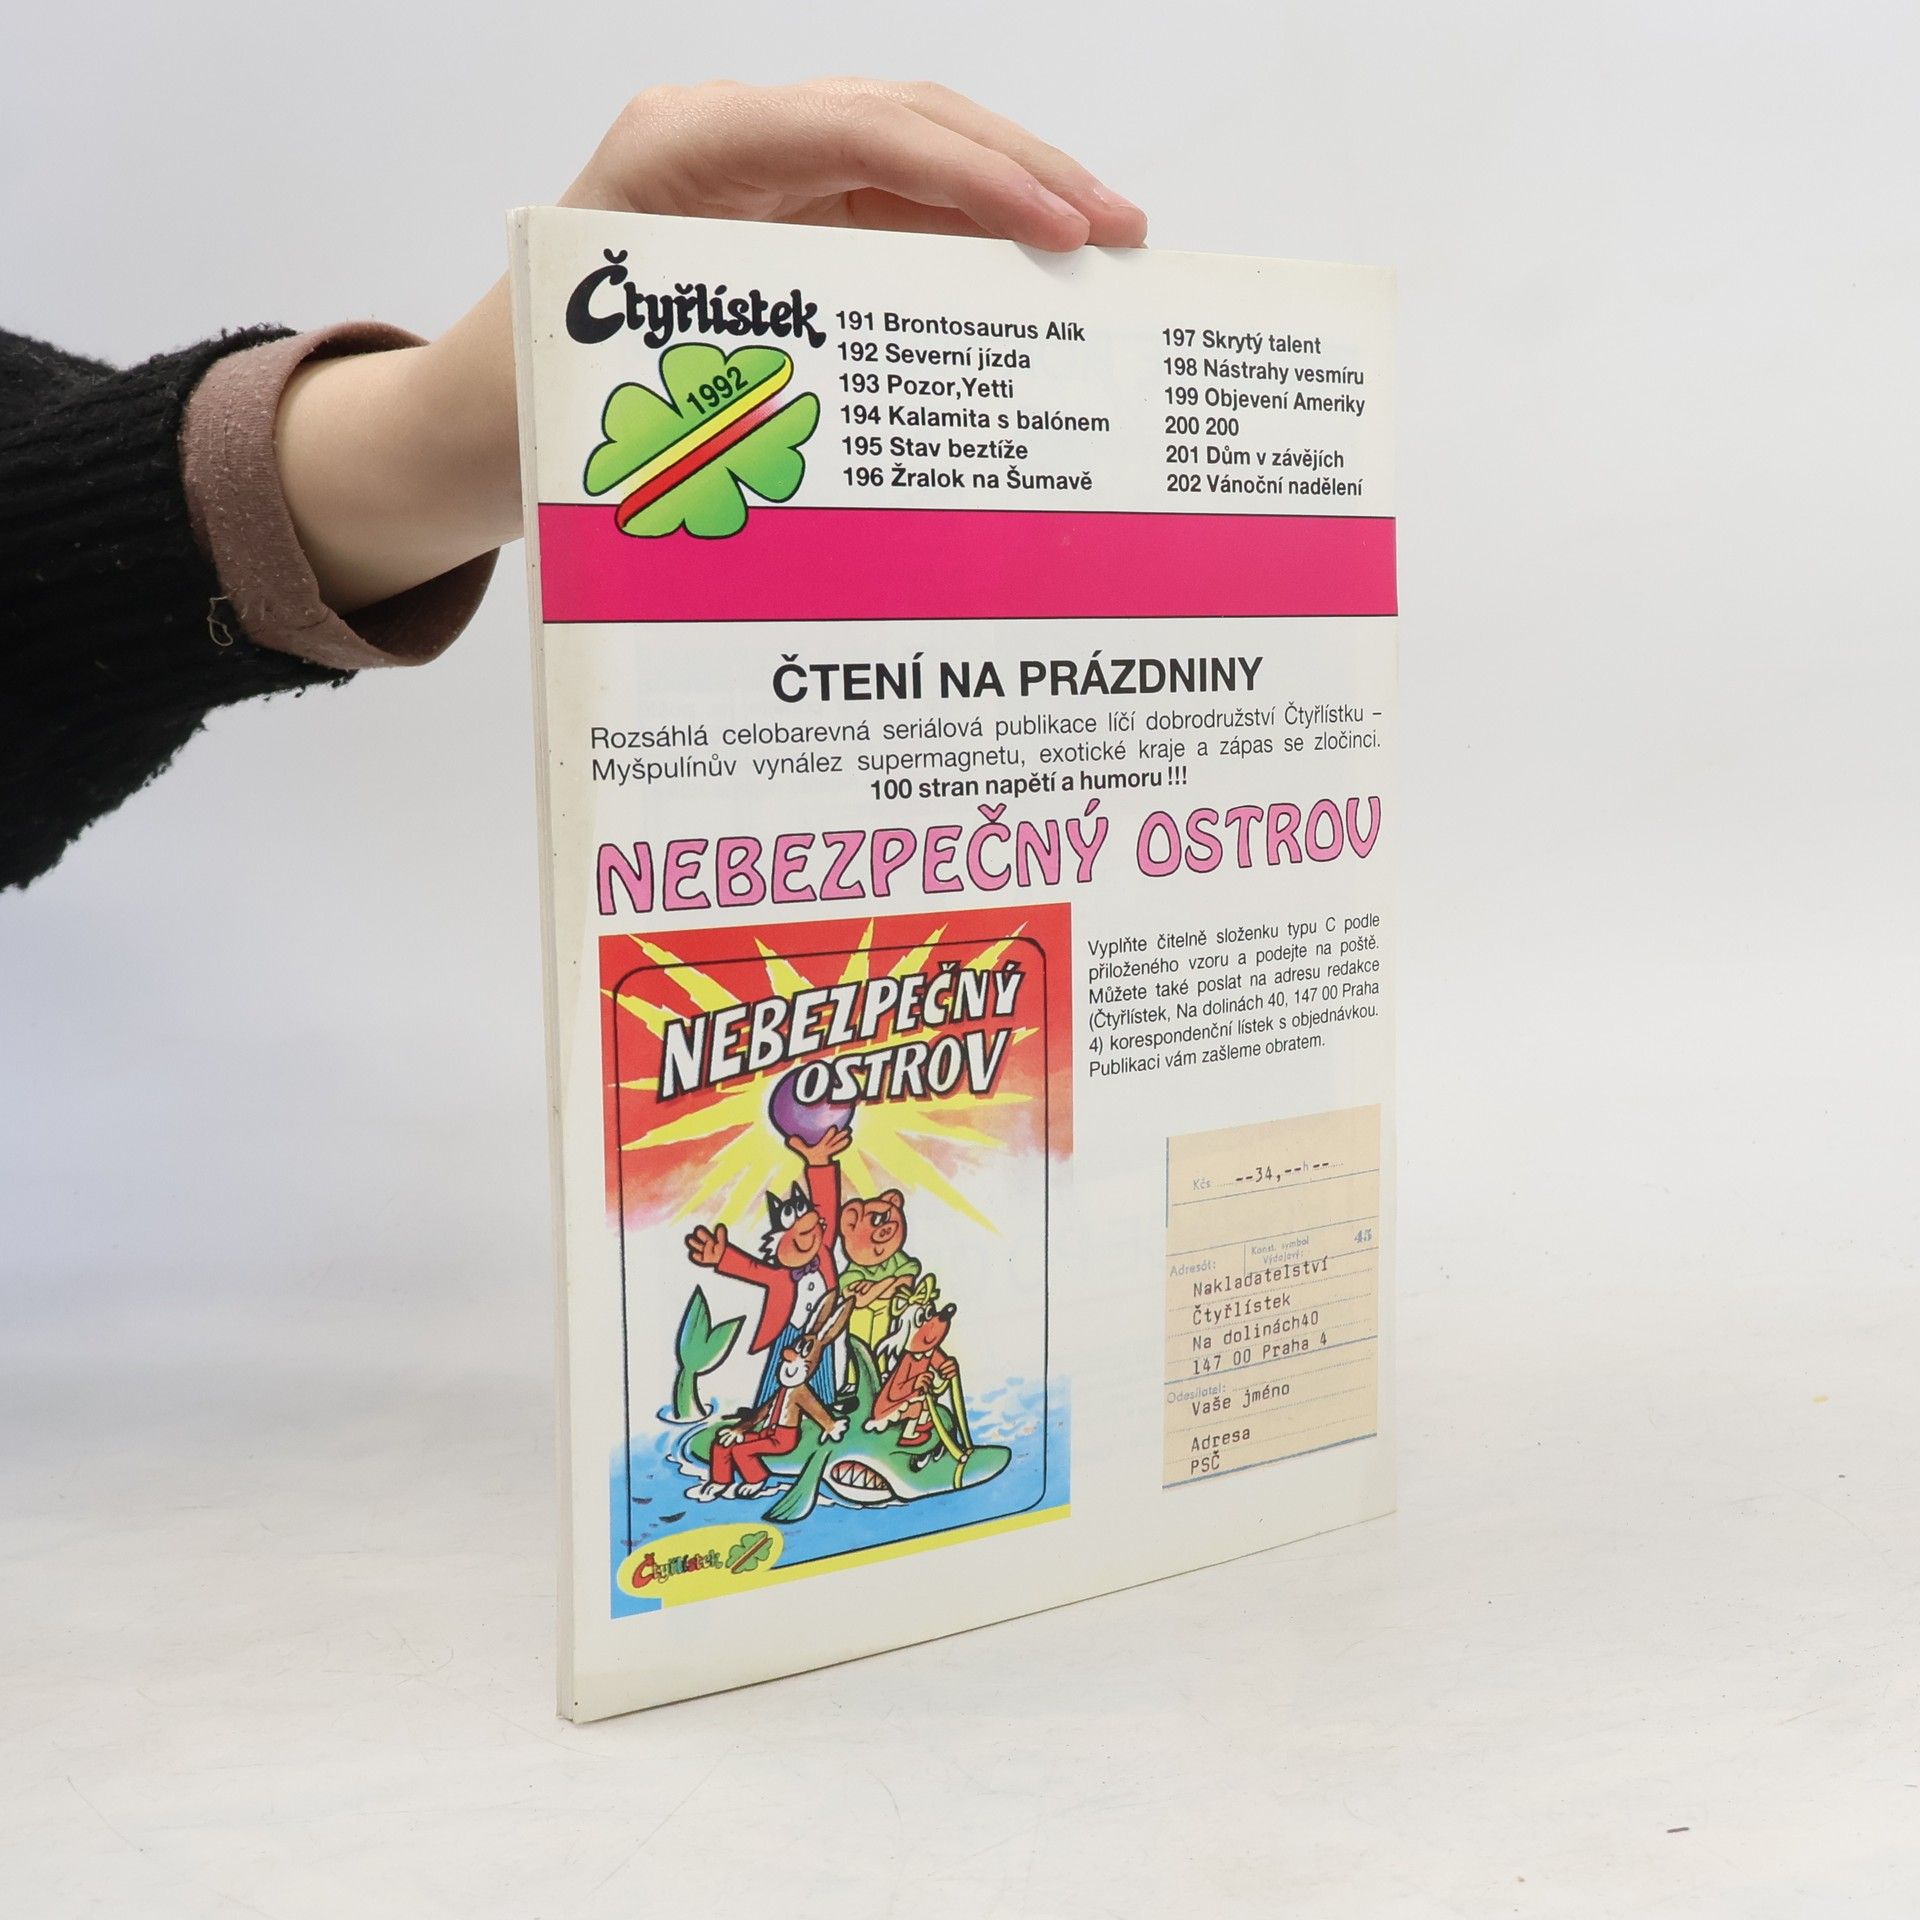 Čtyřlístek
1992
191 Brontosaurus Alík
192 Severní jízda
193 Pozor,Yetti
194 Kalamita s balónem
195 Stav beztíže
196 Žralok na Šumavě
197 Skrytý talent
198 Nástrahy vesmíru
199 Objevení Ameriky
200 200
201 Dům v závějích
202 Vánoční nadělení
ČTENÍ NA PRÁZDNINY
Rozsáhlá celobarevná seriálová publikace líčí dobrodružství Čtyřlístku –
Myšpulínův vynález supermagnetu, exotické kraje a zápas se zločinci.
100 stran napětí a humoru !!!
NEBEZPEČNÝ OSTROV
NEBEZPEČNÝ
OSTROV
Čtyřlístek
Vyplňte čitelně složenku typu C podle
přiloženého vzoru a podejte na poště.
Můžete také poslat na adresu redakce
(Čtyřlístek, Na dolinách 40, 147 00 Praha
4) korespondenční lístek s objednávkou.
Publikaci vám zašleme obratem.
Kčs --34,--h--
Konst. symbol 45
Výdajový:
Adresát:
Nakladatelství
Čtyřlístek
Na dolinách40
147 00 Praha 4
Odesílatel:
Vaše jméno
Adresa
PSČ